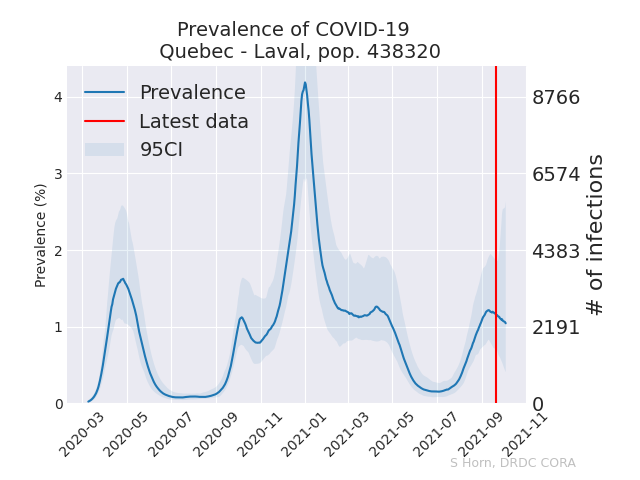 Prevalence of COVID-19
Quebec - Laval, pop. 438320
Prevalence
Latest data
95CI
Prevalence (%)
4
3
2
1
0
8766
6574
4383
2191
0
# of infections
2020-03
2020-05
2020-07
2020-09
2020-11
2021-01
2021-03
2021-05
2021-07
2021-09
2021-11
S Horn, DRDC CORA